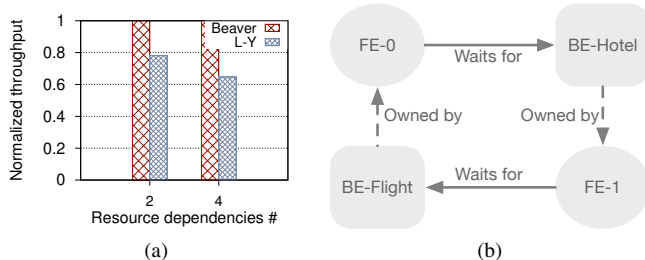 Normalized throughput
1
0.8
0.6
0.4
0.2
0
Beaver
L-Y
2
4
Resource dependencies #
(a)
FE-0
Waits for
BE-Hotel
Owned by
Owned by
BE-Flight
Waits for
FE-1
(b)